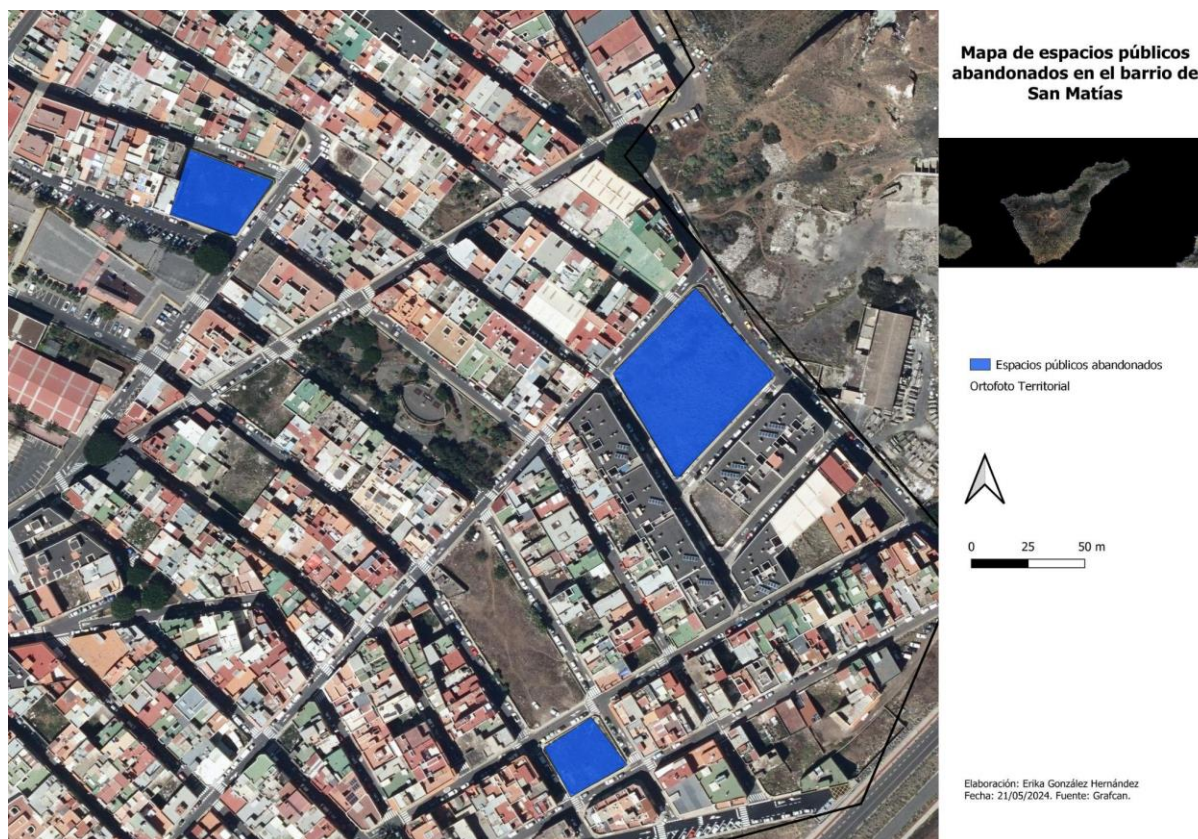 Mapa de espacios públicos
abandonados en el barrio de
San Matías
Espacios públicos abandonados
Ortofoto Territorial
0 25 50 m
Elaboración: Erika González Hernández
Fecha: 21/05/2024. Fuente: Grafcan.